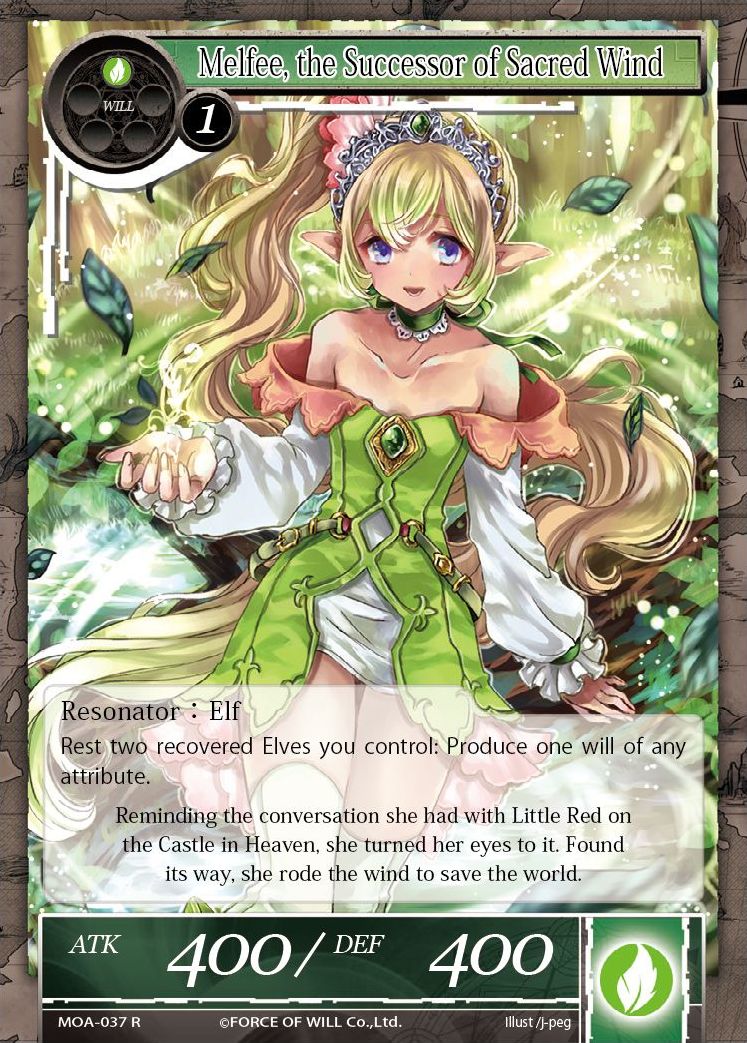 Melfee, the Successor of Sacred Wind
WILL
1
Resonator : Elf
Rest two recovered Elves you control: Produce one will of any
attribute.
Reminding the conversation she had with Little Red on
the Castle in Heaven, she turned her eyes to it. Found
its way, she rode the wind to save the world.
ATK 400 / DEF 400
MOA-037 R ©FORCE OF WILL Co.,Ltd. Illust /j-peg